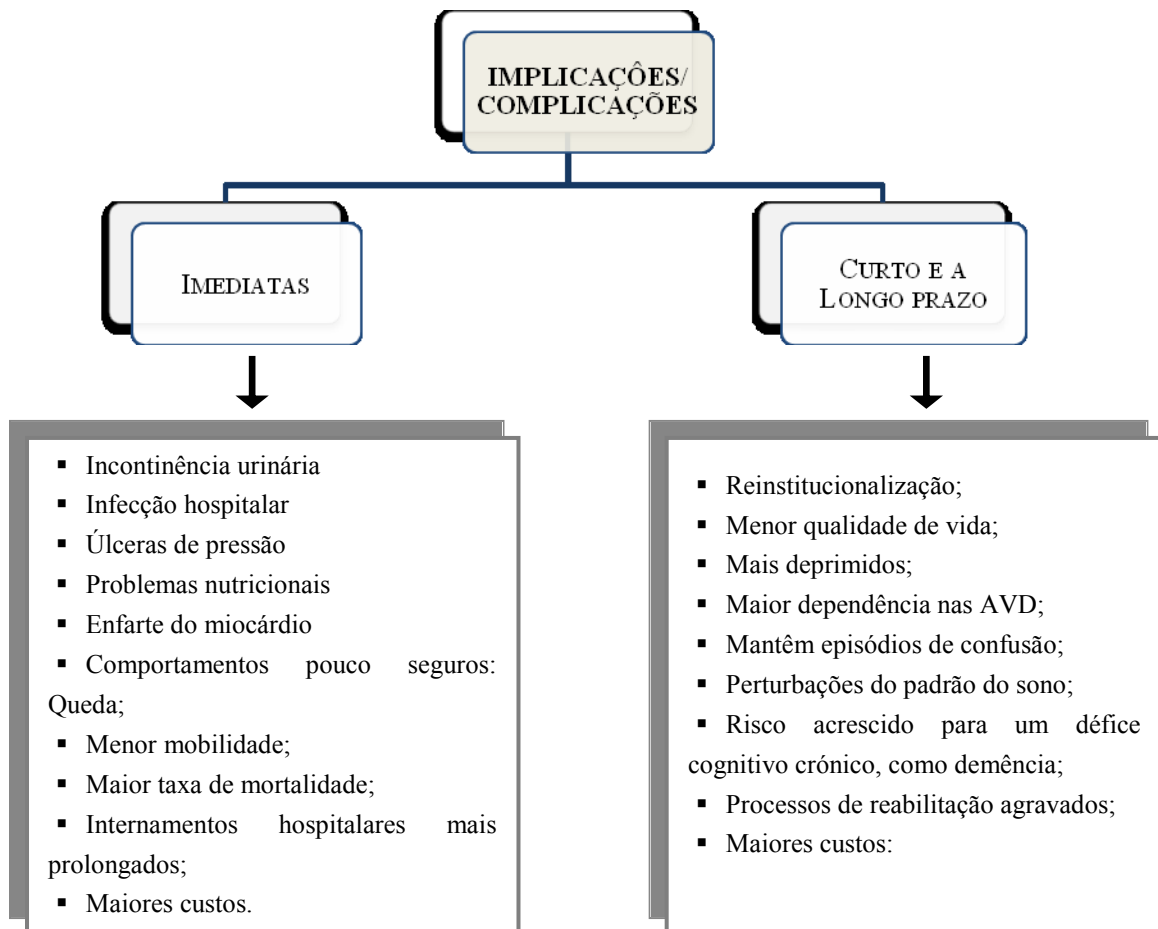 IMPLICAÇÔES/
COMPLICAÇÕES
IMEDIATAS
CURTO E A
LONGO PRAZO
▪ Incontinência urinária
▪ Infecção hospitalar
▪ Úlceras de pressão
▪ Problemas nutricionais
▪ Enfarte do miocárdio
▪ Comportamentos pouco seguros:
Queda;
▪ Menor mobilidade;
▪ Maior taxa de mortalidade;
▪ Internamentos hospitalares mais
prolongados;
▪ Maiores custos.
▪ Reinstitucionalização;
▪ Menor qualidade de vida;
▪ Mais deprimidos;
▪ Maior dependência nas AVD;
▪ Mantêm episódios de confusão;
▪ Perturbações do padrão do sono;
▪ Risco acrescido para um défice
cognitivo crónico, como demência;
▪ Processos de reabilitação agravados;
▪ Maiores custos: